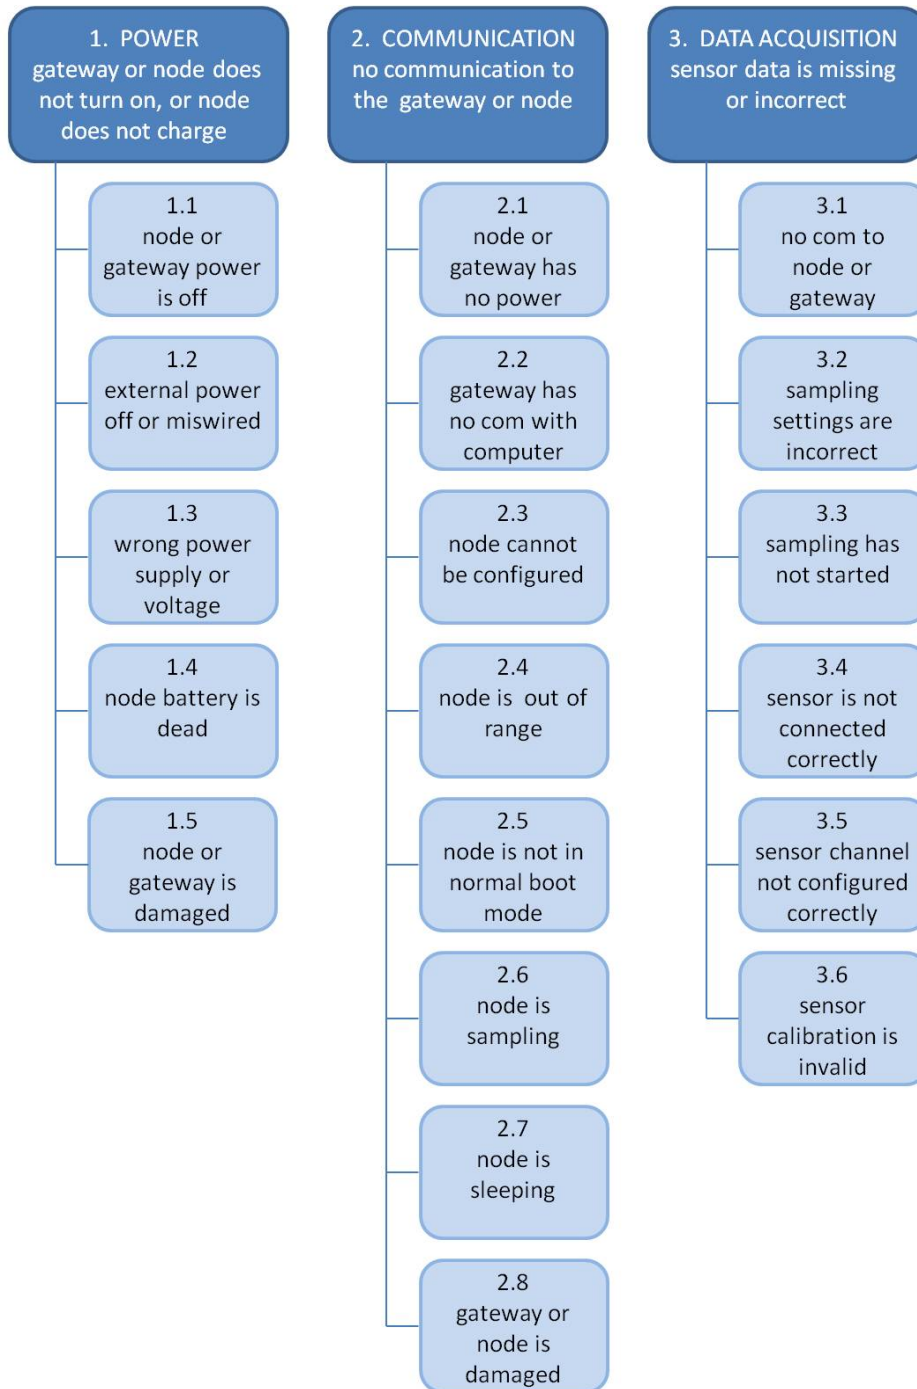 1. POWER
gateway or node does
not turn on, or node
does not charge
1.1
node or
gateway power
is off
1.2
external power
off or miswired
1.3
wrong power
supply or
voltage
1.4
node battery is
dead
1.5
node or
gateway is
damaged
2. COMMUNICATION
no communication to
the gateway or node
2.1
node or
gateway has
no power
2.2
gateway has
no com with
computer
2.3
node cannot
be configured
2.4
node is out of
range
2.5
node is not in
normal boot
mode
2.6
node is
sampling
2.7
node is
sleeping
2.8
gateway or
node is
damaged
3. DATA ACQUISITION
sensor data is missing
or incorrect
3.1
no com to
node or
gateway
3.2
sampling
settings are
incorrect
3.3
sampling has
not started
3.4
sensor is not
connected
correctly
3.5
sensor channel
not configured
correctly
3.6
sensor
calibration is
invalid